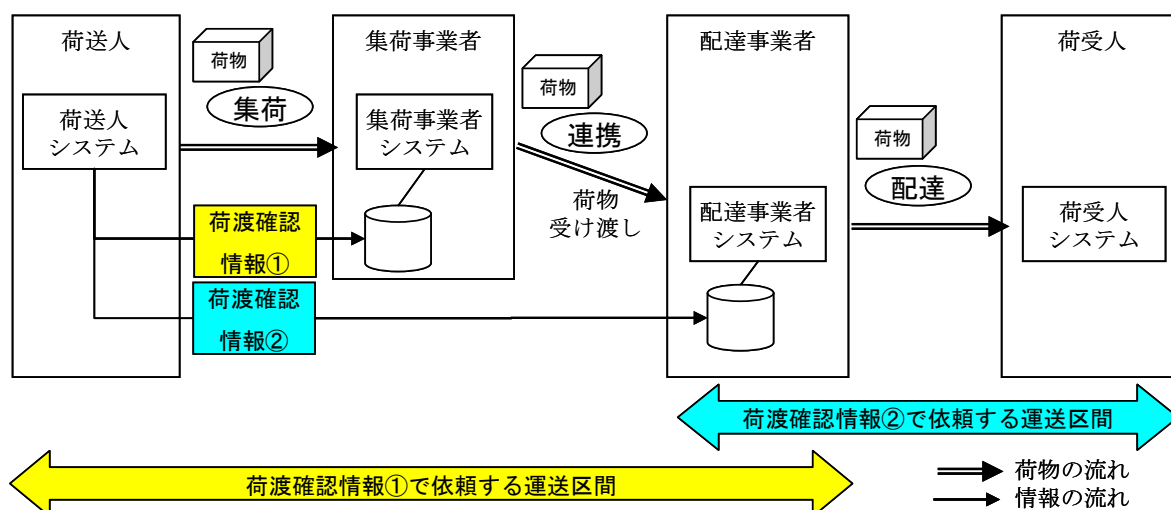 荷送人
集荷事業者
配達事業者
荷受人
荷物
集荷
荷物
連携
荷物
配達
荷送人
システム
集荷事業者
システム
荷物
受け渡し
配達事業者
システム
荷受人
システム
荷渡確認
情報①
荷渡確認
情報②
荷渡確認情報②で依頼する運送区間
荷渡確認情報①で依頼する運送区間
荷物の流れ
情報の流れ